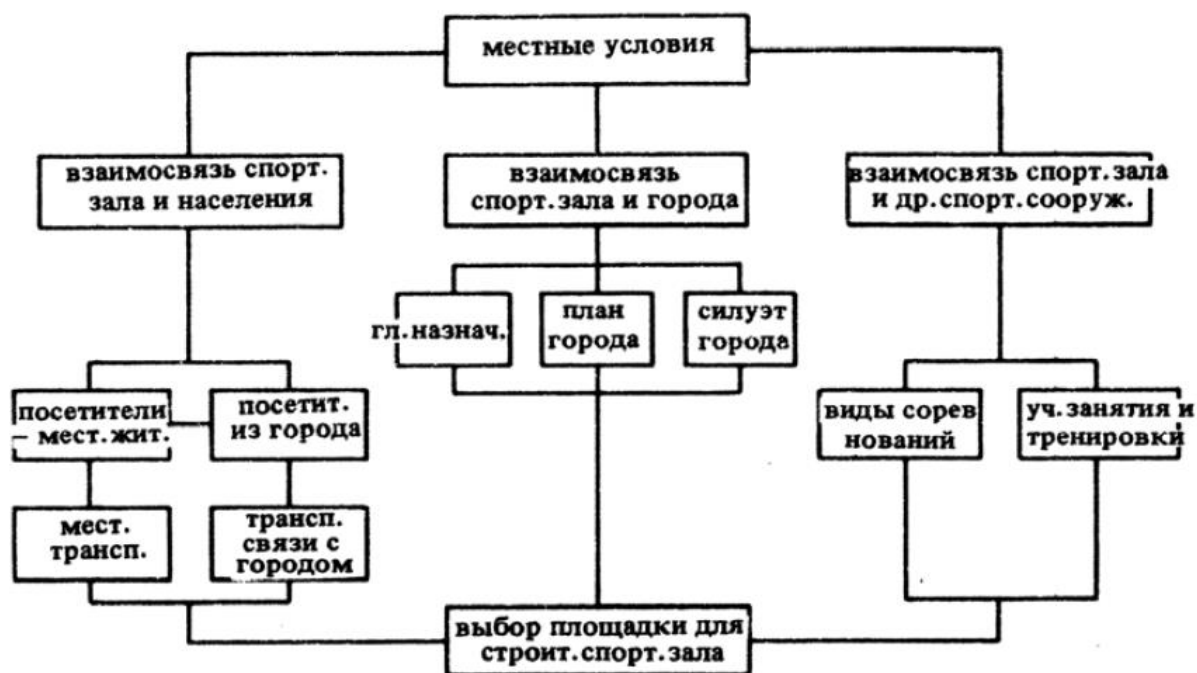 местные условия
взаимосвязь спорт.
зала и населения
взаимосвязь
спорт.зала и города
взаимосвязь спорт.зала
и др.спорт.сооруж.
гл.назнач.
план
города
силуэт
города
посетители
– мест.жит.
посетит.
из города
виды сорев
нований
уч.занятия и
тренировки
мест.
трансп.
трансп.
связи с
городом
выбор площадки для
строит.спорт.зала